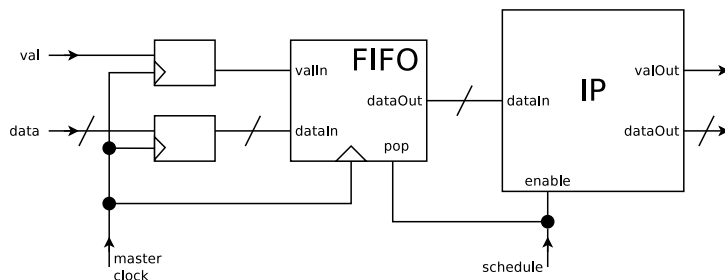 val
valIn
FIFO
dataOut
dataIn
IP
valOut
data
dataIn
pop
dataOut
enable
master
clock
schedule